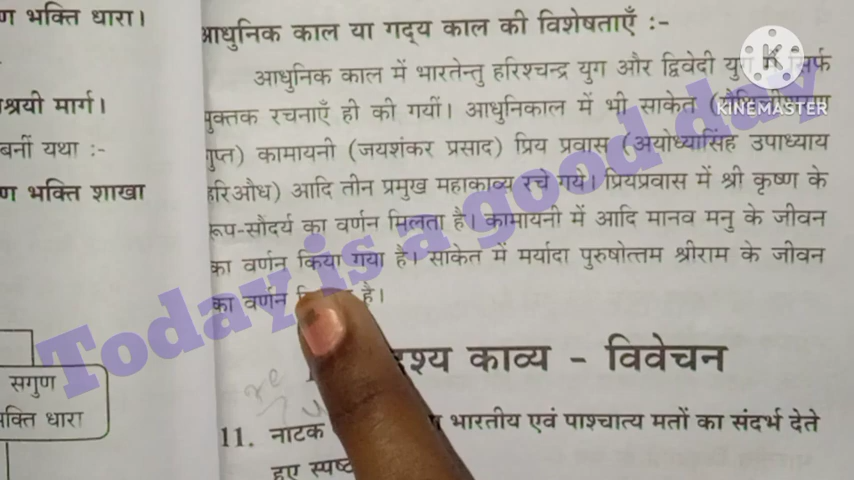 ण भक्ति धारा।
श्रयी मार्ग।
बनीं यथा :-
ण भक्ति शाखा
सगुण
भक्ति धारा
आधुनिक काल या गद्य काल की विशेषताएँ :-
आधुनिक काल में भारतेन्तु हरिश्चन्द्र युग और द्विवेदी युग में सिर्फ
मुक्तक रचनाएँ ही की गयीं। आधुनिकाल में भी साकेत (मैथिलीशरण
गुप्त) कामायनी (जयशंकर प्रसाद) प्रिय प्रवास (अयोध्यासिंह उपाध्याय
हरिऔध) आदि तीन प्रमुख महाकाव्य रचे गये। प्रियप्रवास में श्री कृष्ण के
रूप-सौंदर्य का वर्णन मिलता है। कामायनी में आदि मानव मनु के जीवन
का वर्णन किया गया है। साकेत में मर्यादा पुरुषोत्तम श्रीराम के जीवन
का वर्णन है।
दृश्य काव्य - विवेचन
11. नाटक भारतीय एवं पाश्चात्य मतों का संदर्भ देते
हुए
Today is a good day
KINEMASTER